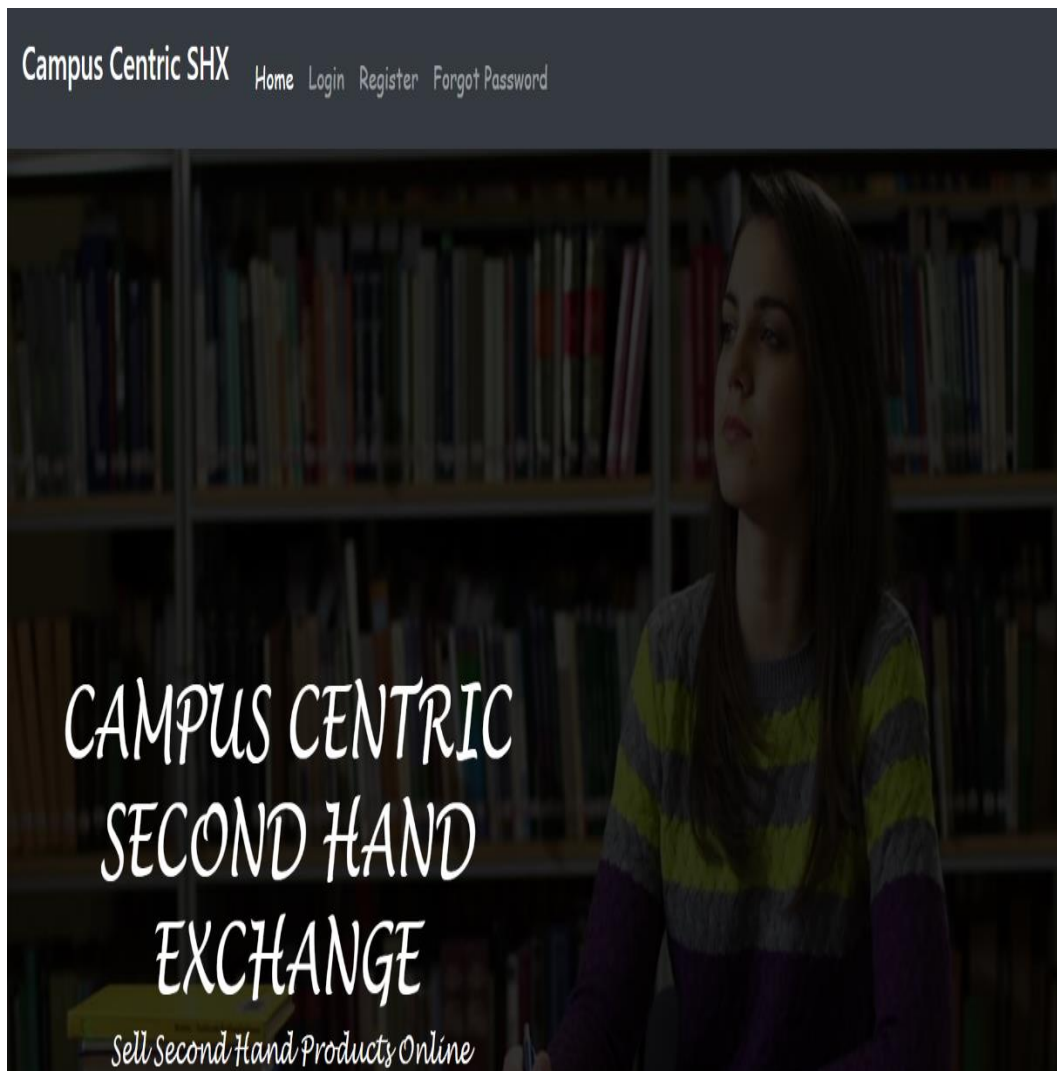 Campus Centric SHX Home Login Register Forgot Password
CAMPUS CENTRIC
SECOND HAND
EXCHANGE
Sell Second Hand Products Online